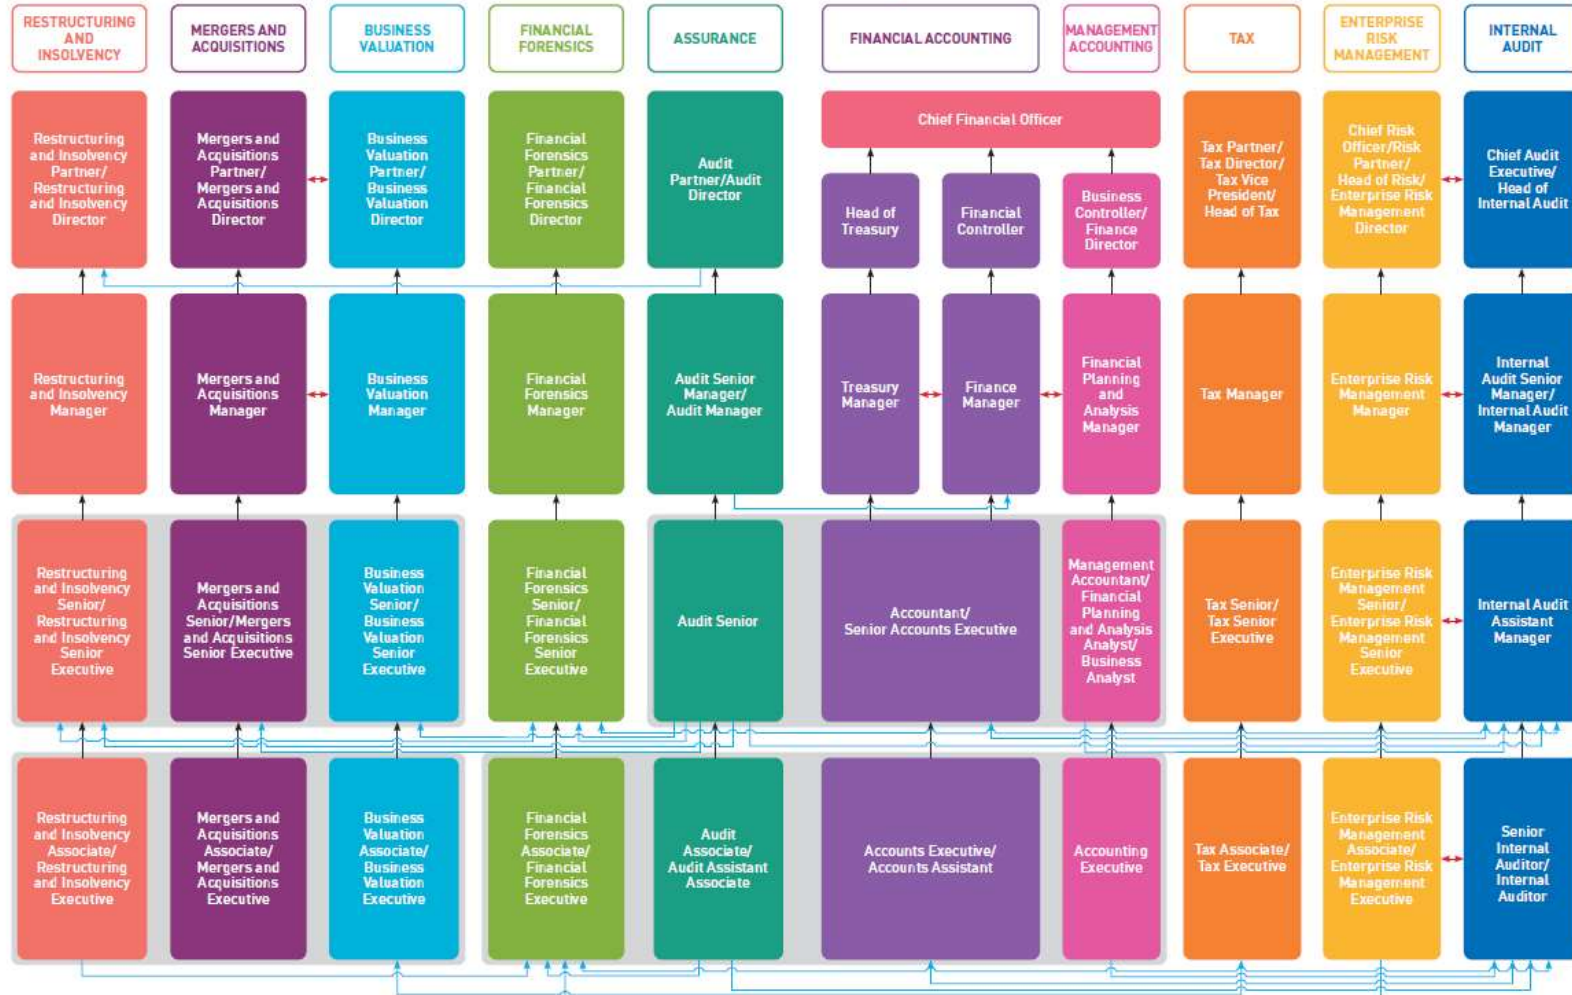 RESTRUCTURING
AND
INSOLVENCY
MERGERS AND
ACQUISITIONS
BUSINESS
VALUATION
FINANCIAL
FORENSICS
ASSURANCE
FINANCIAL ACCOUNTING
MANAGEMENT
ACCOUNTING
TAX
ENTERPRISE
RISK
MANAGEMENT
INTERNAL
AUDIT
Restructuring
and Insolvency
Partner/
Restructuring
and Insolvency
Director
Mergers and
Acquisitions
Partner/
Mergers and
Acquisitions
Director
Business
Valuation
Partner/
Business
Valuation
Director
Financial
Forensics
Partner/
Financial
Forensics
Director
Audit
Partner/Audit
Director
Chief Financial Officer
Head of
Treasury
Financial
Controller
Business
Controller/
Finance
Director
Tax Partner/
Tax Director/
Tax Vice
President/
Head of Tax
Chief Risk
Officer/Risk
Partner/
Head of Risk/
Enterprise Risk
Management
Director
Chief Audit
Executive/
Head of
Internal Audit
Restructuring
and Insolvency
Manager
Mergers and
Acquisitions
Manager
Business
Valuation
Manager
Financial
Forensics
Manager
Audit Senior
Manager/
Audit Manager
Treasury
Manager
Finance
Manager
Financial
Planning
and
Analysis
Manager
Tax Manager
Enterprise Risk
Management
Manager
Internal
Audit Senior
Manager/
Internal Audit
Manager
Restructuring
and Insolvency
Senior/
Restructuring
and Insolvency
Senior
Executive
Mergers and
Acquisitions
Senior/Mergers
and Acquisitions
Senior Executive
Business
Valuation
Senior/
Business
Valuation
Senior
Executive
Financial
Forensics
Senior/
Financial
Forensics
Senior
Executive
Audit Senior
Accountant/
Senior Accounts Executive
Management
Accountant/
Financial
Planning
and Analysis
Analyst/
Business
Analyst
Tax Senior/
Tax Senior
Executive
Enterprise Risk
Management
Senior/
Enterprise Risk
Management
Senior
Executive
Internal Audit
Assistant
Manager
Restructuring
and Insolvency
Associate/
Restructuring
and Insolvency
Executive
Mergers and
Acquisitions
Associate/
Mergers and
Acquisitions
Executive
Business
Valuation
Associate/
Business
Valuation
Executive
Financial
Forensics
Associate/
Financial
Forensics
Executive
Audit
Associate/
Audit Assistant
Associate
Accounts Executive/
Accounts Assistant
Accounting
Executive
Tax Associate/
Tax Executive
Enterprise Risk
Management
Associate/
Enterprise Risk
Management
Executive
Senior
Internal
Auditor/
Internal
Auditor